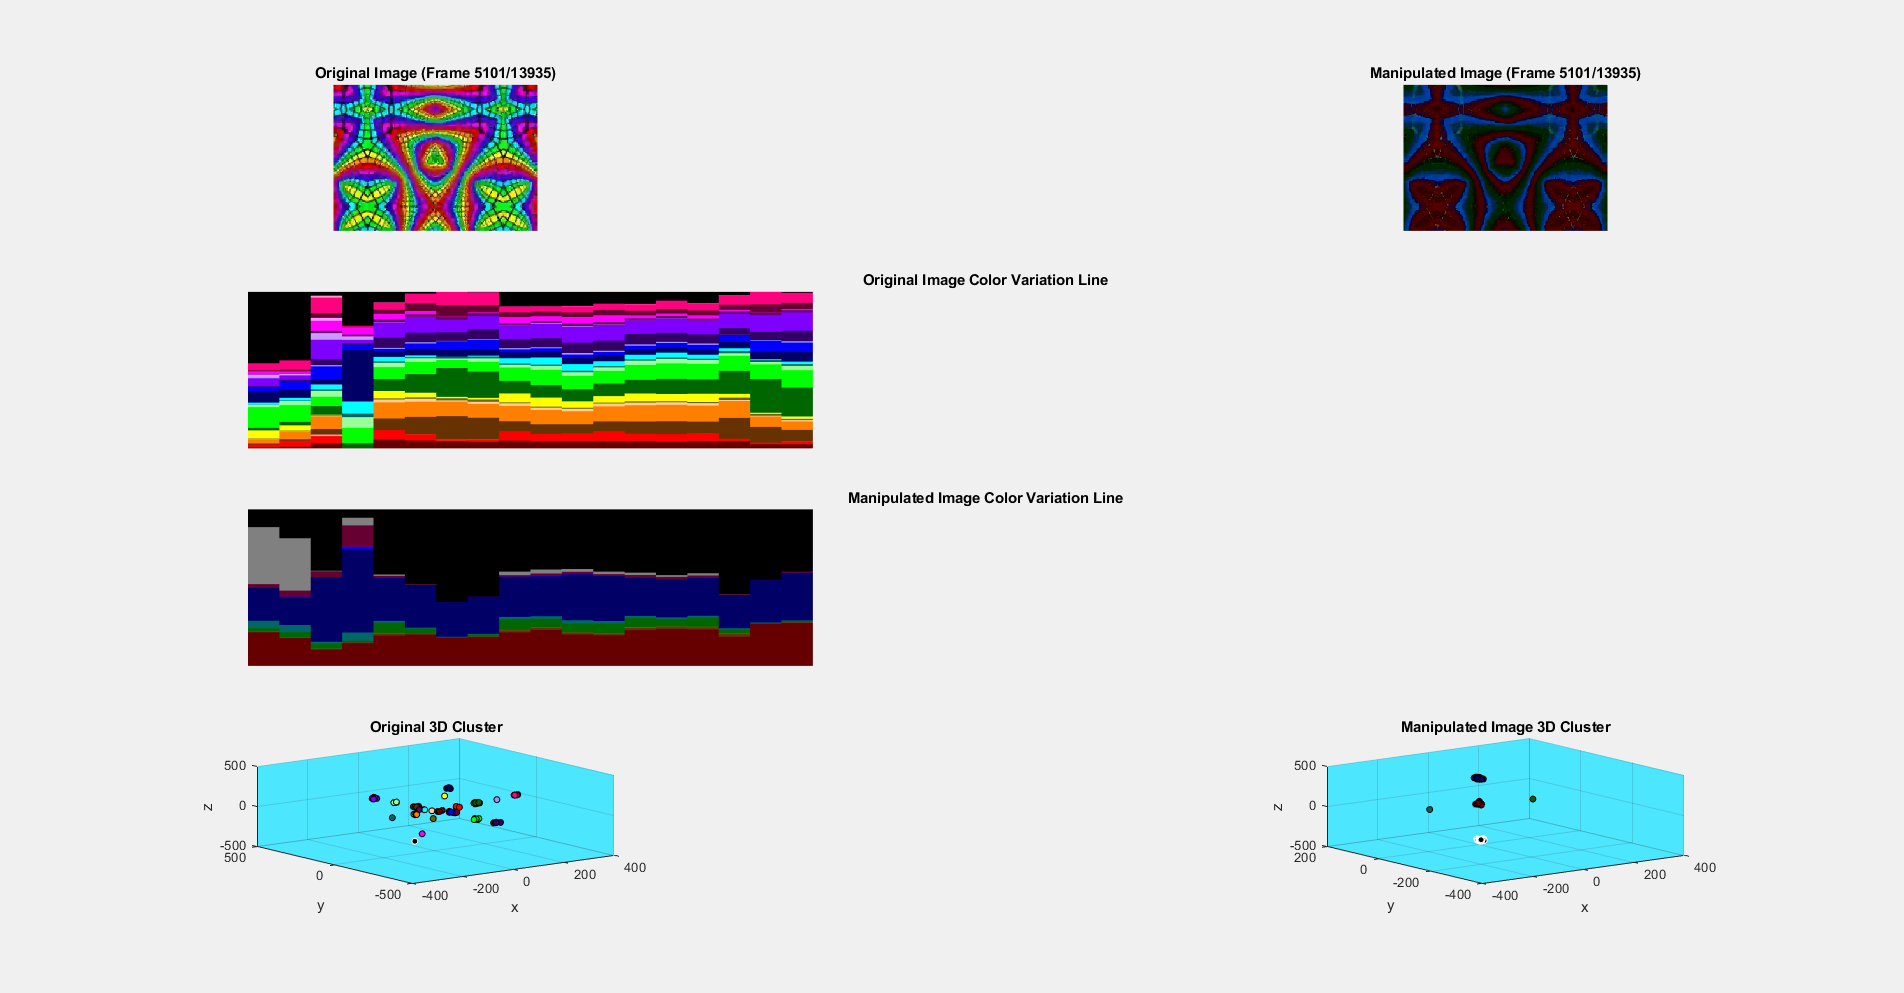 Original Image (Frame 5101/13935)
Manipulated Image (Frame 5101/13935)
Original Image Color Variation Line
Manipulated Image Color Variation Line
Original 3D Cluster
500
0
-500
z
500
0
-500
y
-400
-200
0
200
400
x
Manipulated Image 3D Cluster
500
0
-500
z
200
0
-200
-400
y
-400
-200
0
200
400
x